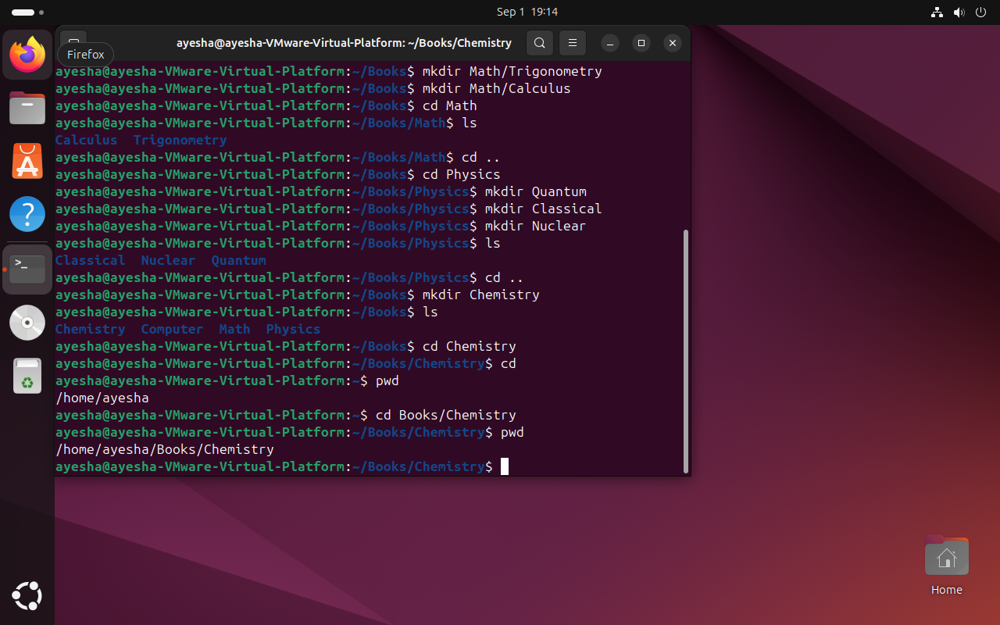 Sep 1 19:14
ayesha@ayesha-VMware-Virtual-Platform: ~/Books/Chemistry
Firefox
ayesha@ayesha-VMware-Virtual-Platform:~/Books$ mkdir Math/Trigonometry
ayesha@ayesha-VMware-Virtual-Platform:~/Books$ mkdir Math/Calculus
ayesha@ayesha-VMware-Virtual-Platform:~/Books$ cd Math
ayesha@ayesha-VMware-Virtual-Platform:~/Books/Math$ ls
Calculus  Trigonometry
ayesha@ayesha-VMware-Virtual-Platform:~/Books/Math$ cd ..
ayesha@ayesha-VMware-Virtual-Platform:~/Books$ cd Physics
ayesha@ayesha-VMware-Virtual-Platform:~/Books/Physics$ mkdir Quantum
ayesha@ayesha-VMware-Virtual-Platform:~/Books/Physics$ mkdir Classical
ayesha@ayesha-VMware-Virtual-Platform:~/Books/Physics$ mkdir Nuclear
ayesha@ayesha-VMware-Virtual-Platform:~/Books/Physics$ ls
Classical  Nuclear  Quantum
ayesha@ayesha-VMware-Virtual-Platform:~/Books/Physics$ cd ..
ayesha@ayesha-VMware-Virtual-Platform:~/Books$ mkdir Chemistry
ayesha@ayesha-VMware-Virtual-Platform:~/Books$ ls
Chemistry  Computer  Math  Physics
ayesha@ayesha-VMware-Virtual-Platform:~/Books$ cd Chemistry
ayesha@ayesha-VMware-Virtual-Platform:~/Books/Chemistry$ cd
ayesha@ayesha-VMware-Virtual-Platform:~$ pwd
/home/ayesha
ayesha@ayesha-VMware-Virtual-Platform:~$ cd Books/Chemistry
ayesha@ayesha-VMware-Virtual-Platform:~/Books/Chemistry$ pwd
/home/ayesha/Books/Chemistry
ayesha@ayesha-VMware-Virtual-Platform:~/Books/Chemistry$
Home